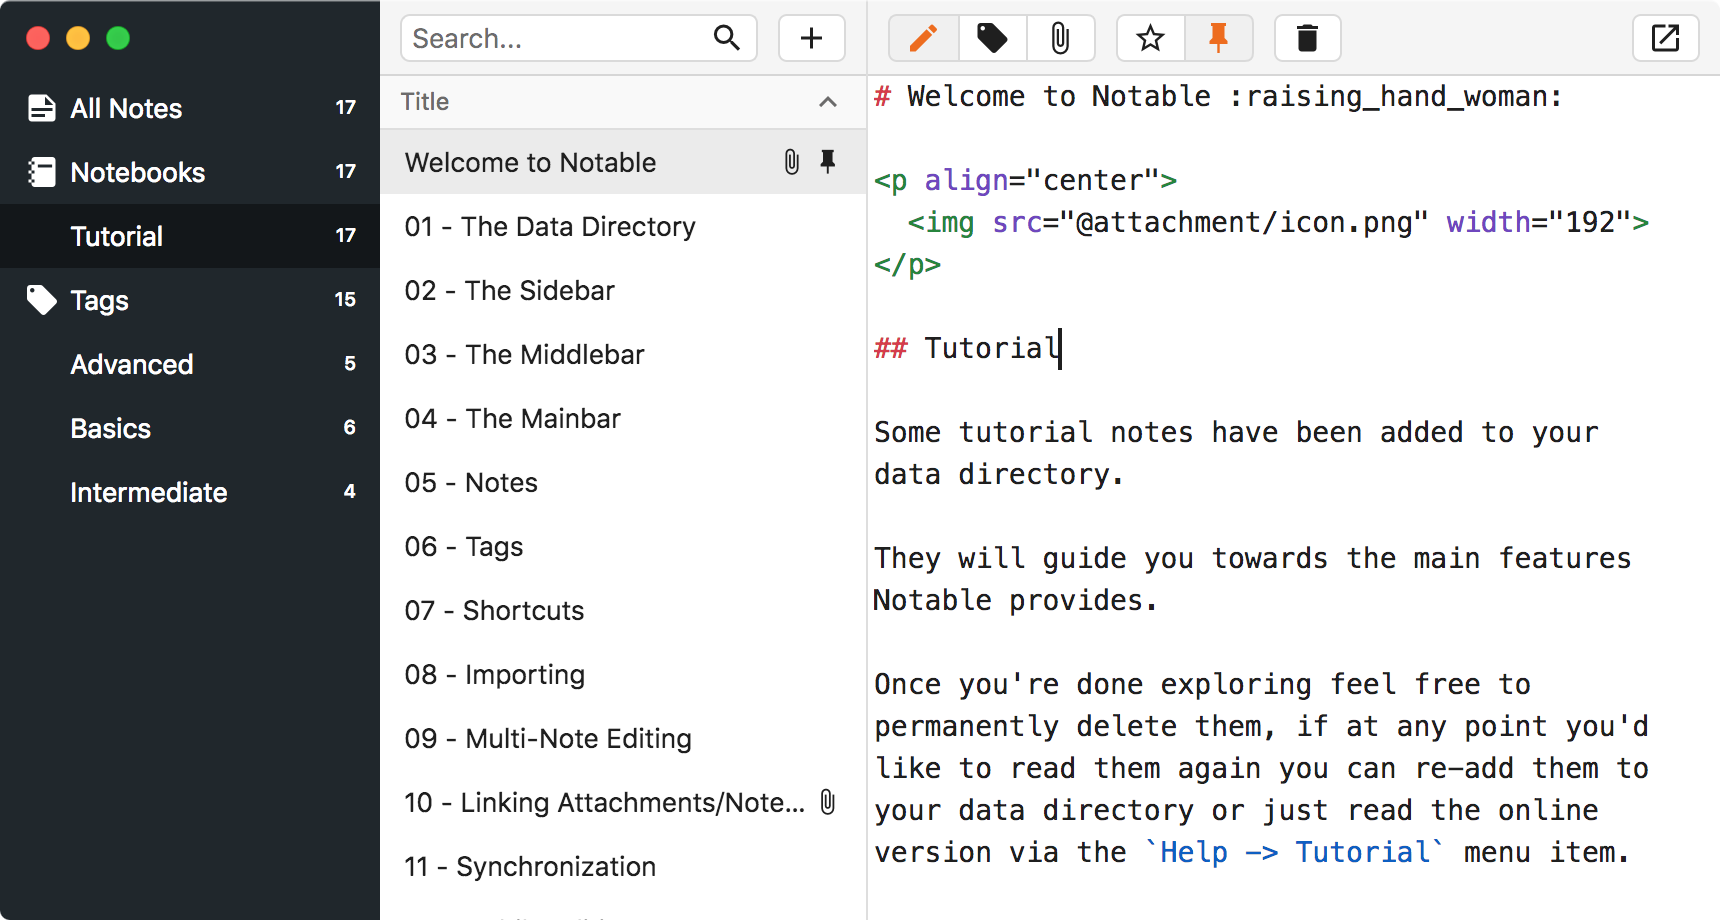 All Notes 17
Notebooks 17
Tutorial 17
Tags 15
Advanced 5
Basics 6
Intermediate 4
Search...
Title
Welcome to Notable
01 - The Data Directory
02 - The Sidebar
03 - The Middlebar
04 - The Mainbar
05 - Notes
06 - Tags
07 - Shortcuts
08 - Importing
09 - Multi-Note Editing
10 - Linking Attachments/Note...
11 - Synchronization
# Welcome to Notable :raising_hand_woman:
<p align="center">
<img src="@attachment/icon.png" width="192">
</p>
## Tutorial
Some tutorial notes have been added to your
data directory.
They will guide you towards the main features
Notable provides.
Once you're done exploring feel free to
permanently delete them, if at any point you'd
like to read them again you can re-add them to
your data directory or just read the online
version via the `Help -> Tutorial` menu item.